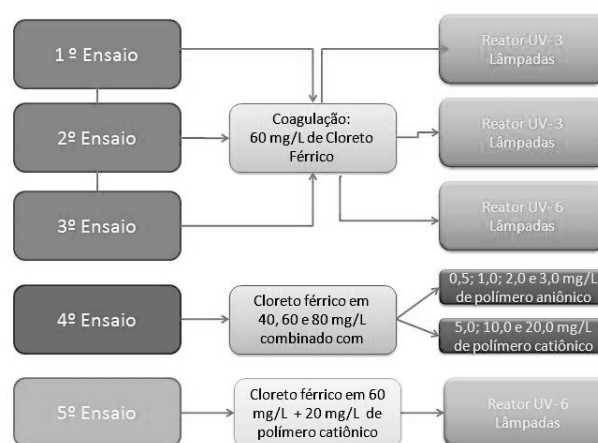 1º Ensaio
Reator UV- 3
Lâmpadas
2º Ensaio
Coagulação:
60 mg/L de Cloreto
Férrico
Reator UV- 3
Lâmpadas
3º Ensaio
Reator UV- 6
Lâmpadas
4º Ensaio
Cloreto férrico em
40, 60 e 80 mg/L
combinado com
0,5; 1,0; 2,0 e 3,0 mg/L
de polímero aniônico
5,0; 10,0 e 20,0 mg/L
de polímero catiônico
5º Ensaio
Cloreto férrico em 60
mg/L + 20 mg/L de
polímero catiônico
Reator UV- 6
Lâmpadas